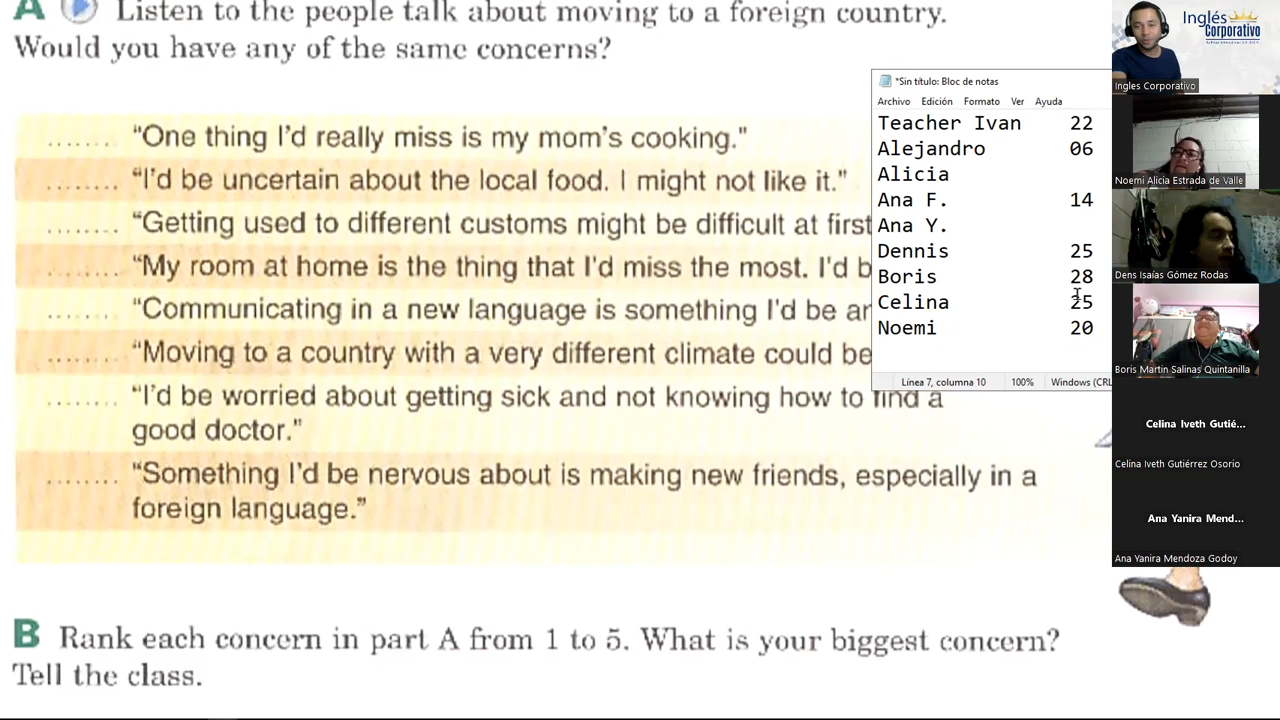 A Listen to the people talk about moving to a foreign country.
Would you have any of the same concerns?
........ “One thing I’d really miss is my mom’s cooking.”
........ “I’d be uncertain about the local food. I might not like it.”
........ “Getting used to different customs might be difficult at first
........ “My room at home is the thing that I’d miss the most. I’d
........ “Communicating in a new language is something I’d be
........ “Moving to a country with a very different climate could be
........ “I’d be worried about getting sick and not knowing how to find a
good doctor.”
........ “Something I’d be nervous about is making new friends, especially in a
foreign language.”
B Rank each concern in part A from 1 to 5. What is your biggest concern?
Tell the class.
*Sin título: Bloc de notas
Archivo Edición Formato Ver Ayuda
Teacher Ivan 22
Alejandro 06
Alicia
Ana F. 14
Ana Y.
Dennis 25
Boris 28
Celina 25
Noemi 20
Línea 7, columna 10 100% Windows (CRL
Inglés
Corporativo
Ingles Corporativo
Noemi Alicia Estrada de Valle
Dens Isaías Gómez Rodas
Boris Martin Salinas Quintanilla
Celina Iveth Gutié...
Celina Iveth Gutiérrez Osorio
Ana Yanira Mend...
Ana Yanira Mendoza Godoy